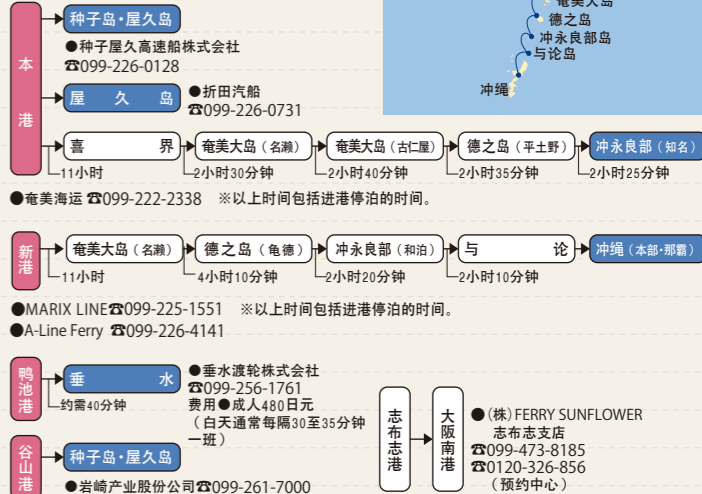 奄美大岛
德之岛
冲永良部岛
与论岛
冲绳
本港
种子岛・屋久岛
●种子屋久高速船株式会社
☎099-226-0128
屋久岛
●折田汽船
☎099-226-0731
喜界 奄美大岛（名濑） 奄美大岛（古仁屋） 德之岛（平土野） 冲永良部（知名）
11小时 2小时30分钟 2小时40分钟 2小时35分钟 2小时25分钟
●奄美海运 ☎099-222-2338 ※以上时间包括进港停泊的时间。
新港
奄美大岛（名濑） 德之岛（亀德） 冲永良部（和泊） 与论 冲绳（本部・那霸）
11小时 4小时10分钟 2小时20分钟 2小时10分钟
●MARIX LINE☎099-225-1551 ※以上时间包括进港停泊的时间。
●A-Line Ferry ☎099-226-4141
鸭池港
垂水
约需40分钟
●垂水渡轮株式会社
☎099-256-1761
费用●成人480日元
（白天通常每隔30至35分钟
一班）
谷山港
种子岛・屋久岛
●岩崎产业股份公司☎099-261-7000
志布志港
大阪南港
●(株) FERRY SUNFLOWER
志布志支店
☎099-473-8185
☎0120-326-856
（预约中心）